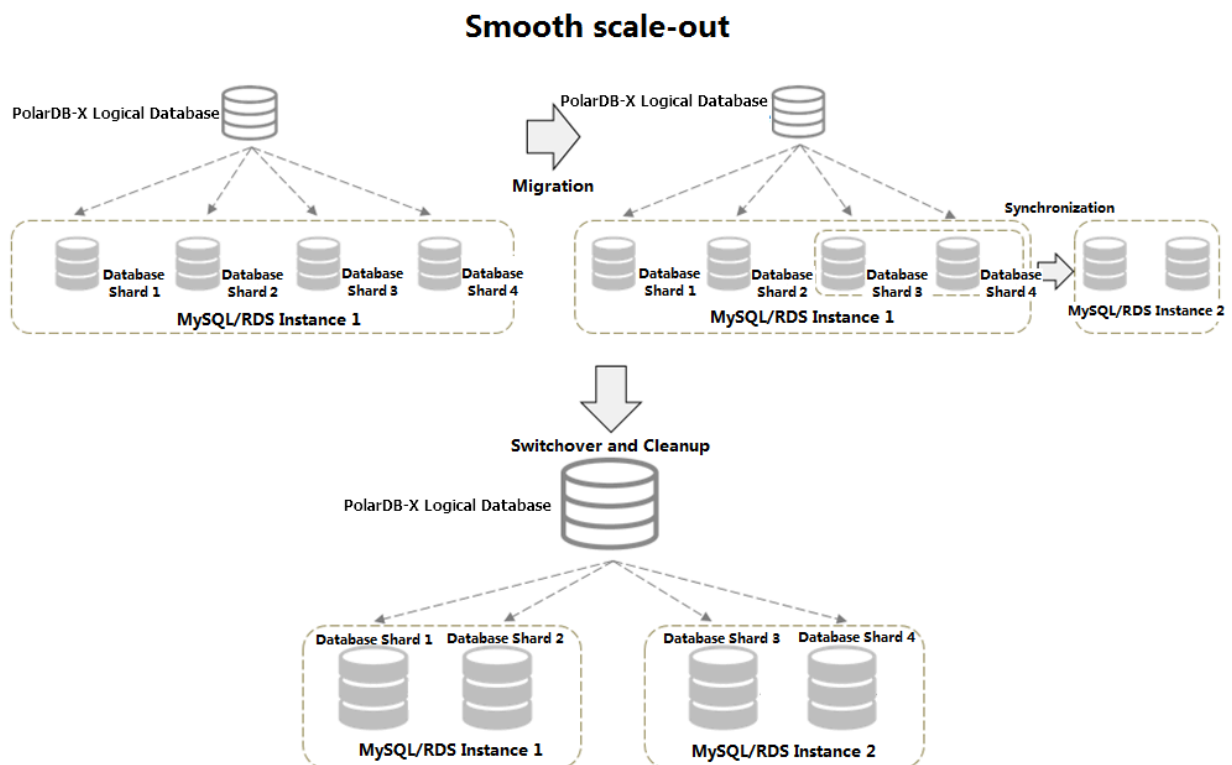 Smooth scale-out
PolarDB-X Logical Database
Database
Shard 1
Database
Shard 2
Database
Shard 3
Database
Shard 4
MySQL/RDS Instance 1
Migration
PolarDB-X Logical Database
Database
Shard 1
Database
Shard 2
Database
Shard 3
Database
Shard 4
MySQL/RDS Instance 1
Synchronization
MySQL/RDS Instance 2
Switchover and Cleanup
PolarDB-X Logical Database
Database Shard 1
Database Shard 2
MySQL/RDS Instance 1
Database Shard 3
Database Shard 4
MySQL/RDS Instance 2